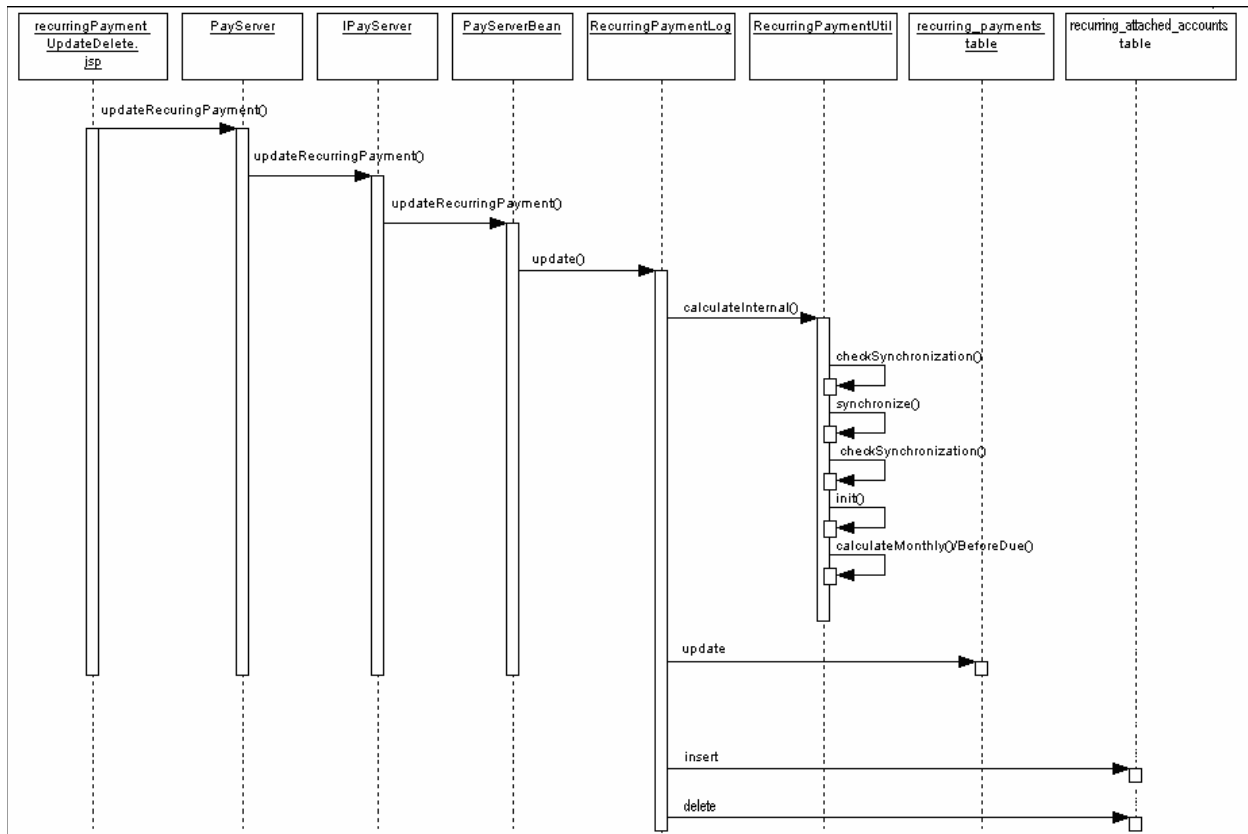 recurringPayment
UpdateDelete.
jsp
PayServer
IPayServer
PayServerBean
RecurringPaymentLog
RecurringPaymentUtil
recurring_payments
table
recurring_attached_accounts
table
updateRecuringPayment()
updateRecurringPayment()
updateRecurringPayment()
update()
calculateInternal()
checkSynchronization()
synchronize()
checkSynchronization()
init()
calculateMonthly()/BeforeDue()
update
insert
delete